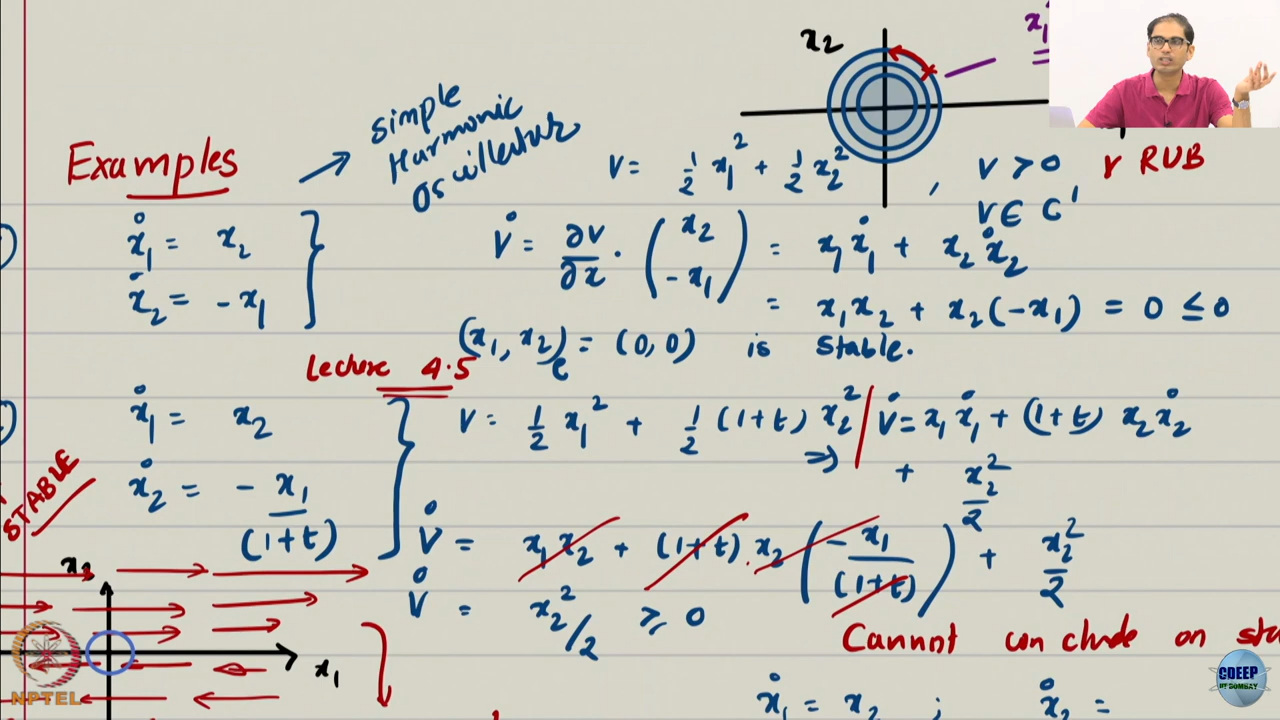 x₂
x₁
Examples
simple
Harmonic
Oscillator
V = ½ x₁² + ½ x₂² , V > 0 γ RUB
V ∈ C¹
ẋ₁ = x₂
ẋ₂ = -x₁
V̇ = ∂V/∂x · (x₂ -x₁) = x₁ẋ₁ + x₂ẋ₂
= x₁x₂ + x₂(-x₁) = 0 ≤ 0
(x₁, x₂)ₑ = (0,0) is stable.
Lecture 4.5
ẋ₁ = x₂
ẋ₂ = - x₁/(1+t)
V = ½ x₁² + ½ (1+t) x₂² ⇒ V̇ = x₁ẋ₁ + (1+t) x₂ẋ₂
+ x₂²/2
V̇ = x₁x₂ + (1+t).x₂ (-x₁/(1+t)) + x₂²/2
V̇ = x₂²/2 ≥ 0
Cannot conclude on sta
STABLE
x₂
x₁
ẋ₁ = x₂ ; ẋ₂ =
NPTEL
CDEEP
IIT BOMBAY